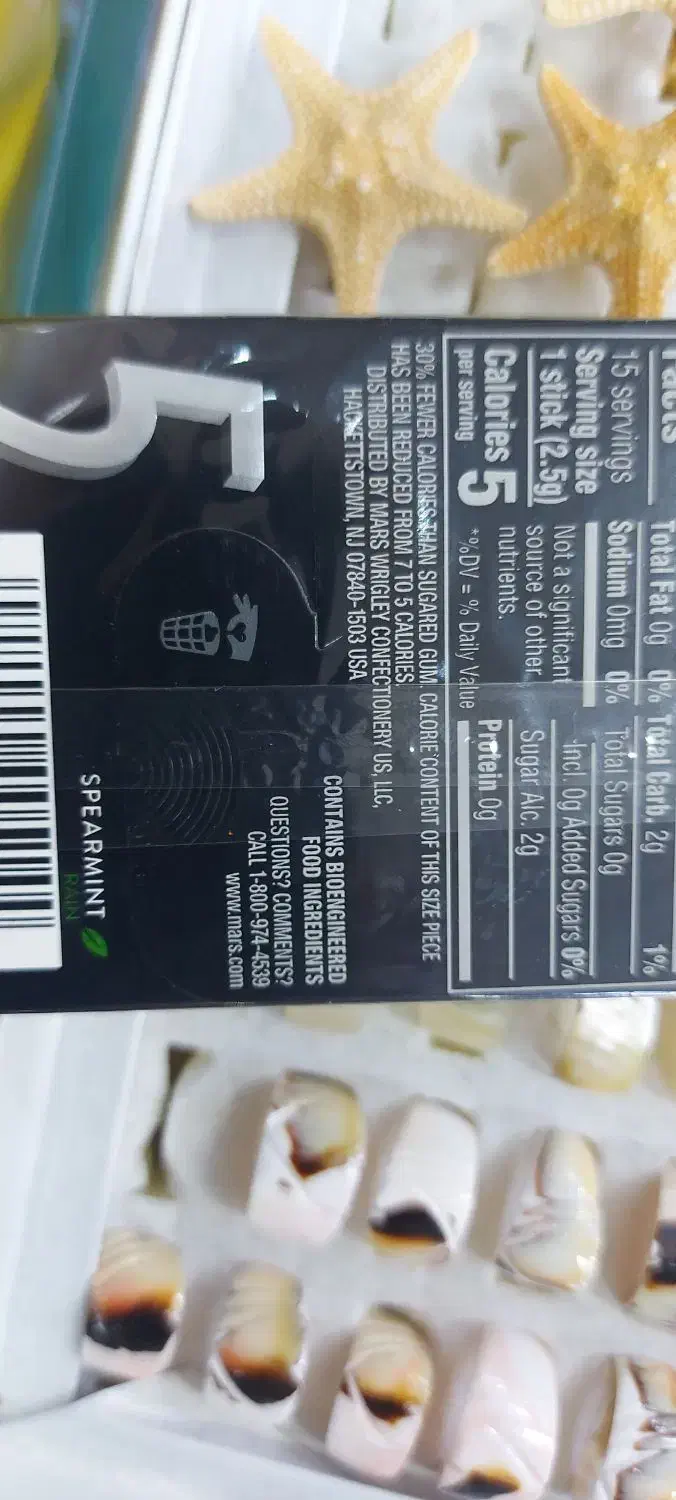 Facts
15 servings
Serving size
1 stick (2.5g)
Calories 5
per serving
Total Fat 0g 0%
Sodium 0mg 0%
Not a significant
source of other
nutrients.
*%DV = % Daily Value
Total Carb. 2g 1%
Total Sugars 0g
Incl. 0g Added Sugars 0%
Sugar Alc. 2g
Protein 0g
30% FEWER CALORIES THAN SUGARED GUM. CALORIE CONTENT OF THIS SIZE PIECE
HAS BEEN REDUCED FROM 7 TO 5 CALORIES.
DISTRIBUTED BY MARS WRIGLEY CONFECTIONERY US, LLC,
HACKETTSTOWN, NJ 07840-1503 USA
CONTAINS BIOENGINEERED
FOOD INGREDIENTS
QUESTIONS? COMMENTS?
CALL 1-800-974-4539
www.mars.com
5
SPEARMINT
RAIN